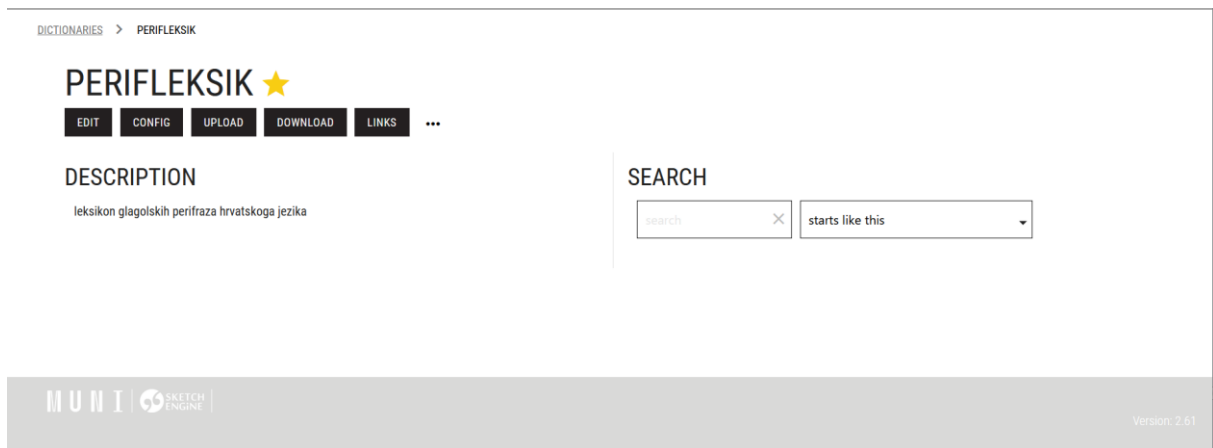 DICTIONARIES > PERIFLEKSIK
PERIFLEKSIK
EDIT CONFIG UPLOAD DOWNLOAD LINKS •••
DESCRIPTION
leksikon glagolskih perifraza hrvatskoga jezika
SEARCH
search × starts like this
MUNI SKETCH
ENGINE
Version: 2.61